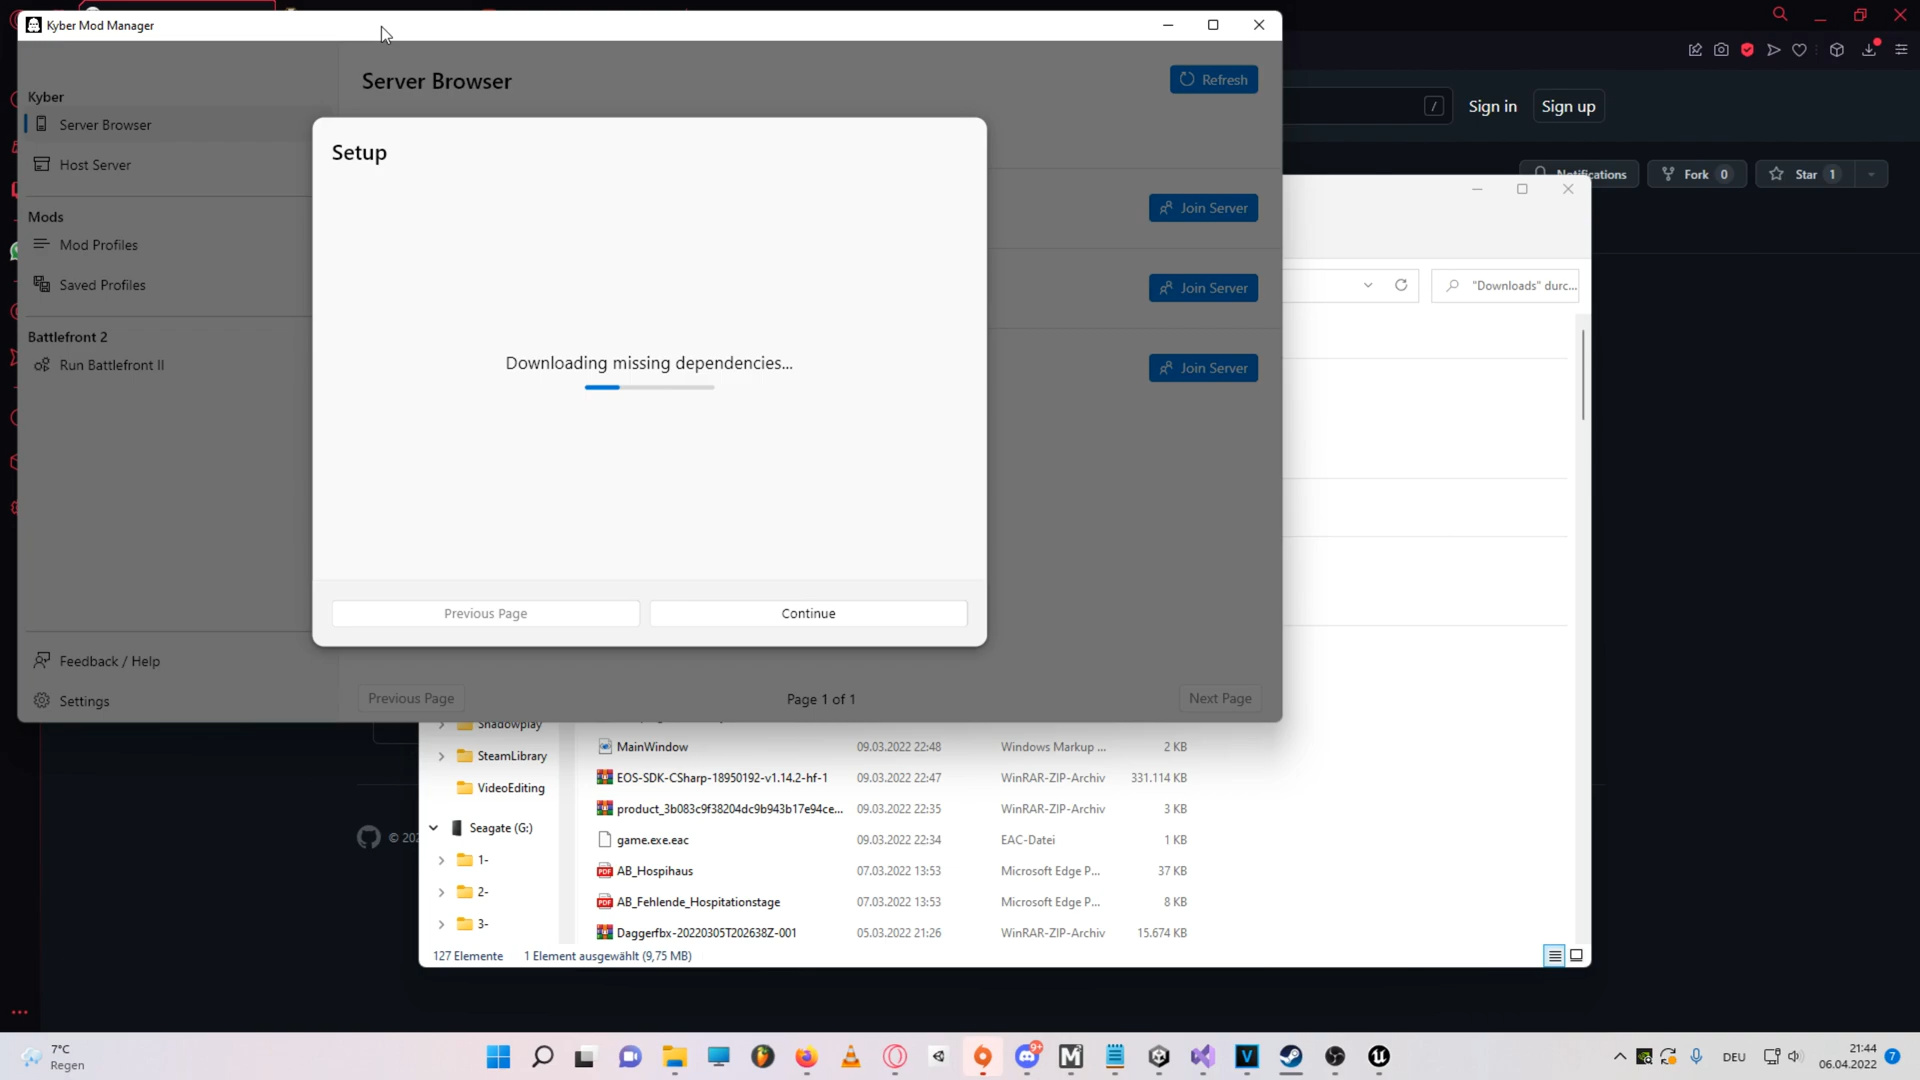 Kyber Mod Manager
Server Browser
Refresh
Kyber
Server Browser
Host Server
Mods
Mod Profiles
Saved Profiles
Battlefront 2
Run Battlefront II
Feedback / Help
Settings
Setup
Downloading missing dependencies...
Previous Page
Continue
Join Server
Join Server
Join Server
Previous Page
Page 1 of 1
Next Page
/
Sign in
Sign up
Notifications
Fork 0
Star 1
"Downloads" durc...
Shadowplay
SteamLibrary
VideoEditing
Seagate (G:)
1-
2-
3-
MainWindow 09.03.2022 22:48 Windows Markup ... 2 KB
EOS-SDK-CSharp-18950192-v1.14.2-hf-1 09.03.2022 22:47 WinRAR-ZIP-Archiv 331.114 KB
product_3b083c9f38204dc9b943b17e94ce... 09.03.2022 22:35 WinRAR-ZIP-Archiv 3 KB
game.exe.eac 09.03.2022 22:34 EAC-Datei 1 KB
AB_Hospihaus 07.03.2022 13:53 Microsoft Edge P... 37 KB
AB_Fehlende_Hospitationstage 07.03.2022 13:53 Microsoft Edge P... 8 KB
Daggerfbx-20220305T202638Z-001 05.03.2022 21:26 WinRAR-ZIP-Archiv 15.674 KB
127 Elemente 1 Element ausgewählt (9,75 MB)
© 202
7°C
Regen
9+
DEU
21:44
06.04.2022
7